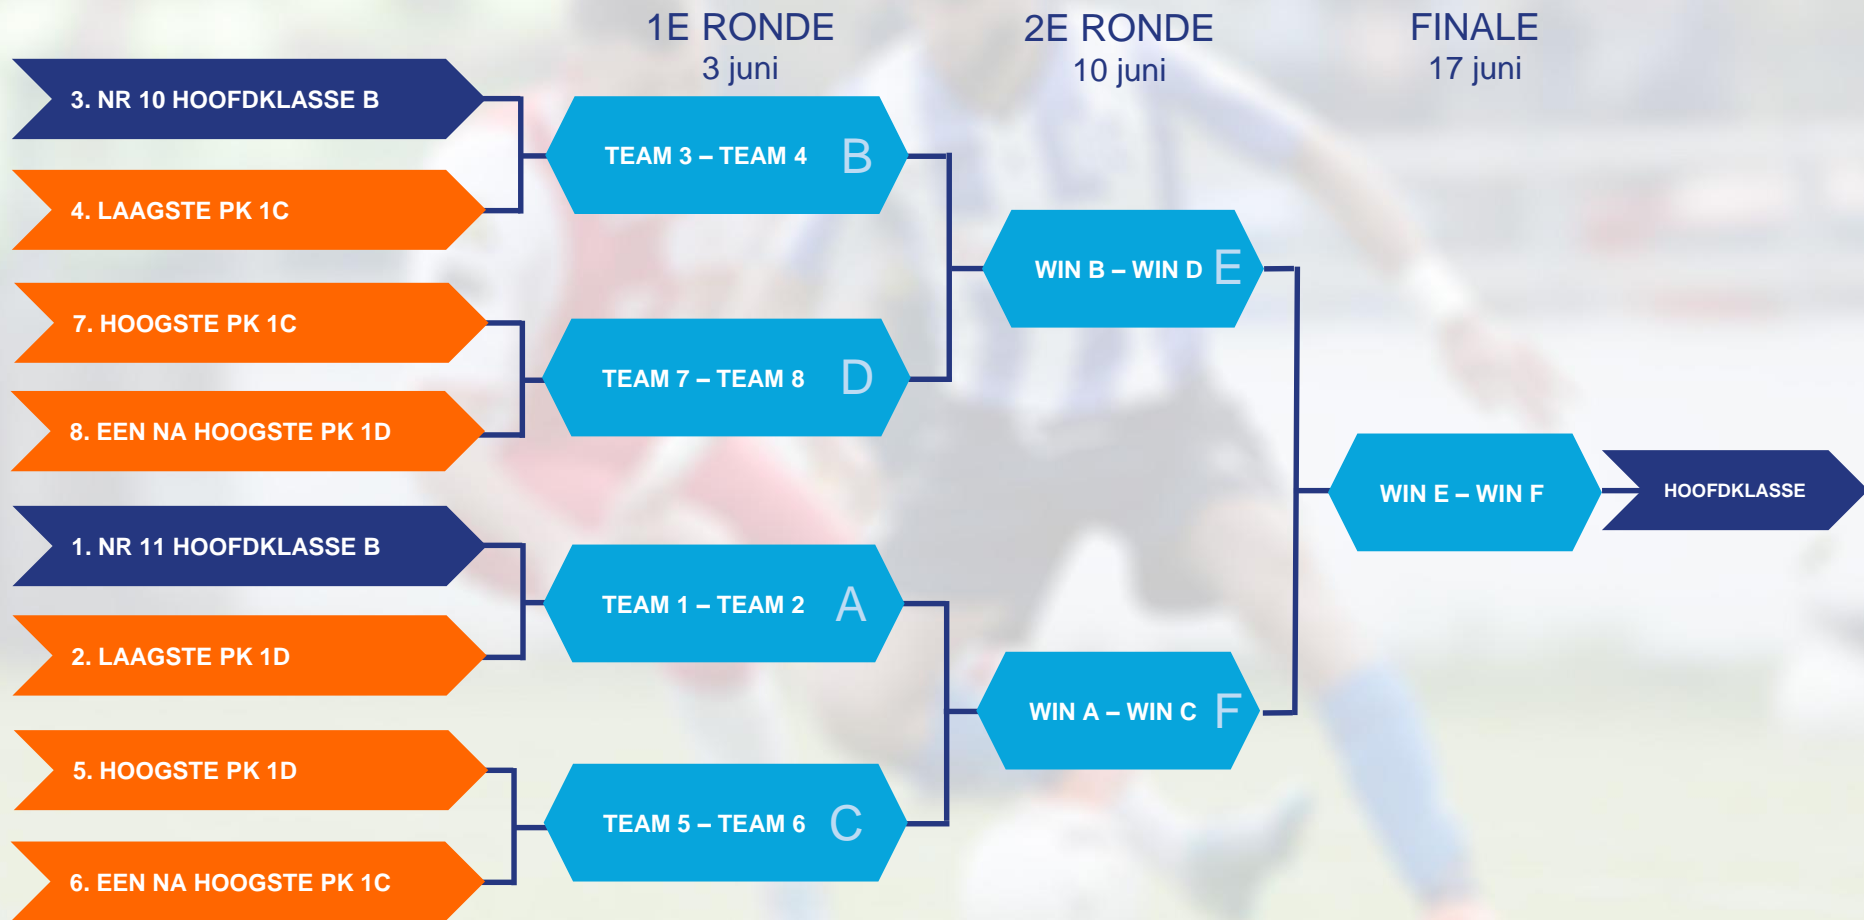 1E RONDE
3 juni
2E RONDE
10 juni
FINALE
17 juni
3. NR 10 HOOFDKLASSE B
4. LAAGSTE PK 1C
7. HOOGSTE PK 1C
8. EEN NA HOOGSTE PK 1D
1. NR 11 HOOFDKLASSE B
2. LAAGSTE PK 1D
5. HOOGSTE PK 1D
6. EEN NA HOOGSTE PK 1C
TEAM 3 – TEAM 4 B
TEAM 7 – TEAM 8 D
TEAM 1 – TEAM 2 A
TEAM 5 – TEAM 6 C
WIN B – WIN D E
WIN A – WIN C F
WIN E – WIN F
HOOFDKLASSE